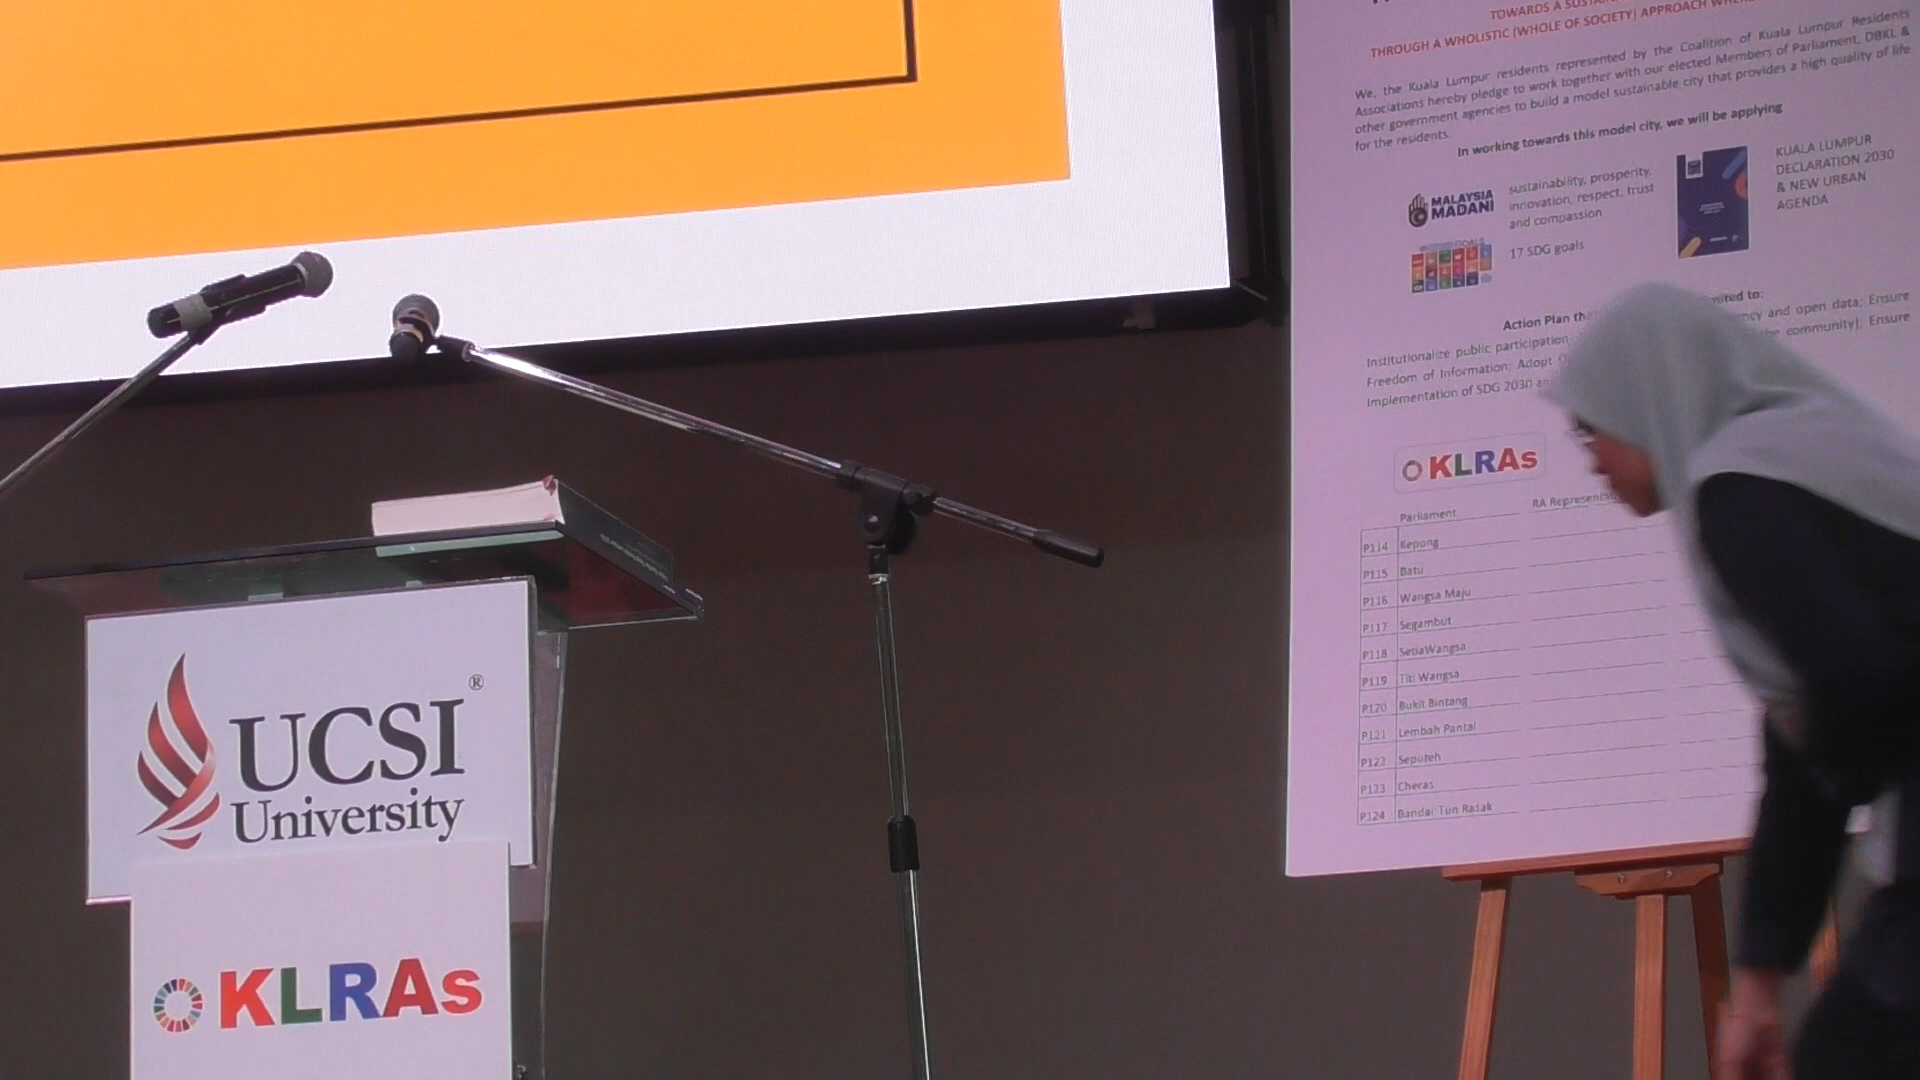 TOWARDS A SUSTAIN
THROUGH A WHOLISTIC (WHOLE OF SOCIETY) APPROACH WHERE
We, the Kuala Lumpur residents represented by the Coalition of Kuala Lumpur Residents
Associations hereby pledge to work together with our elected Members of Parliament, DBKL &
other government agencies to build a model sustainable city that provides a high quality of life
for the residents.
In working towards this model city, we will be applying
MALAYSIA
MADANI
sustainability, prosperity,
innovation, respect, trust
and compassion
17 SDG goals
KUALA LUMPUR
DECLARATION 2030
& NEW URBAN
AGENDA
Action Plan th mited to:
Institutionalize public participation ncy and open data; Ensure
Freedom of Information; Adopt the community); Ensure
Implementation of SDG 2030
KLRAs
Parliament RA Representati
P114 Kepong
P115 Batu
P116 Wangsa Maju
P117 Segambut
P118 SetiaWangsa
P119 Titi Wangsa
P120 Bukit Bintang
P121 Lembah Pantai
P122 Seputeh
P123 Cheras
P124 Bandar Tun Razak
UCSI®
University
KLRAs